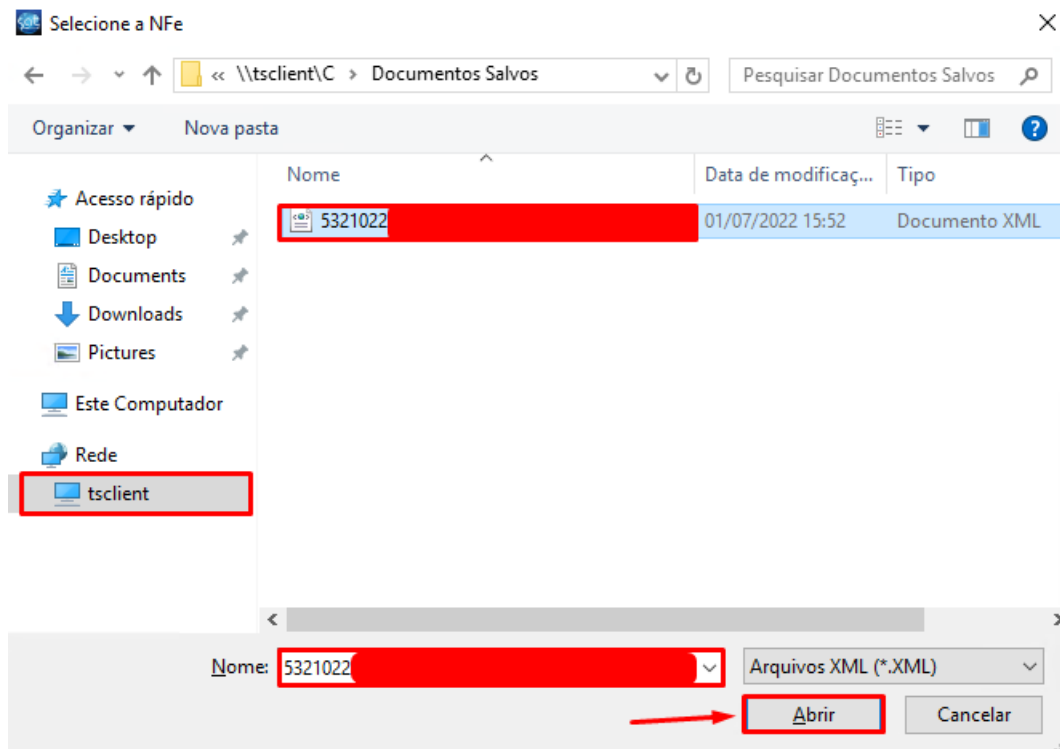 Selecione a NFe
« \\tsclient\C > Documentos Salvos
Pesquisar Documentos Salvos
Organizar
Nova pasta
?
Nome
Data de modificaç...
Tipo
Acesso rápido
Desktop
Documents
Downloads
Pictures
Este Computador
Rede
tsclient
5321022
01/07/2022 15:52
Documento XML
Nome:
5321022
Arquivos XML (*.XML)
Abrir
Cancelar